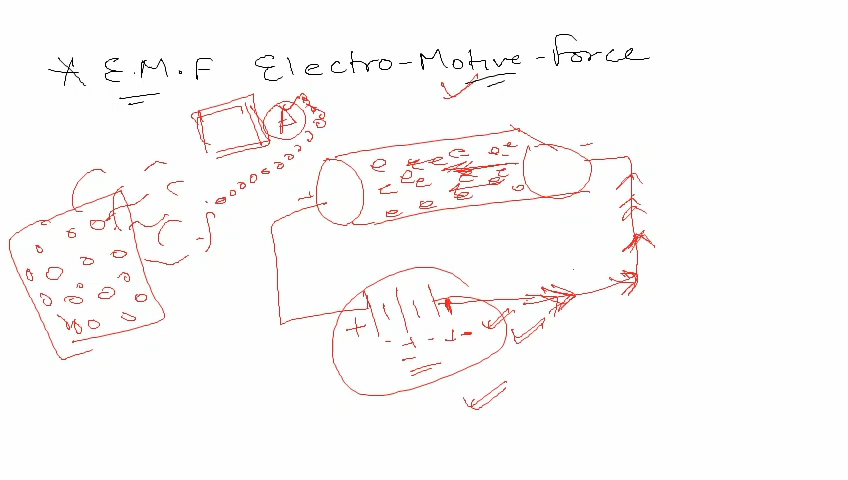 * E.M.F Electro-Motive-Force
A
+ -
e e e e e e
e e e e e e
e e e
+ - + - + -